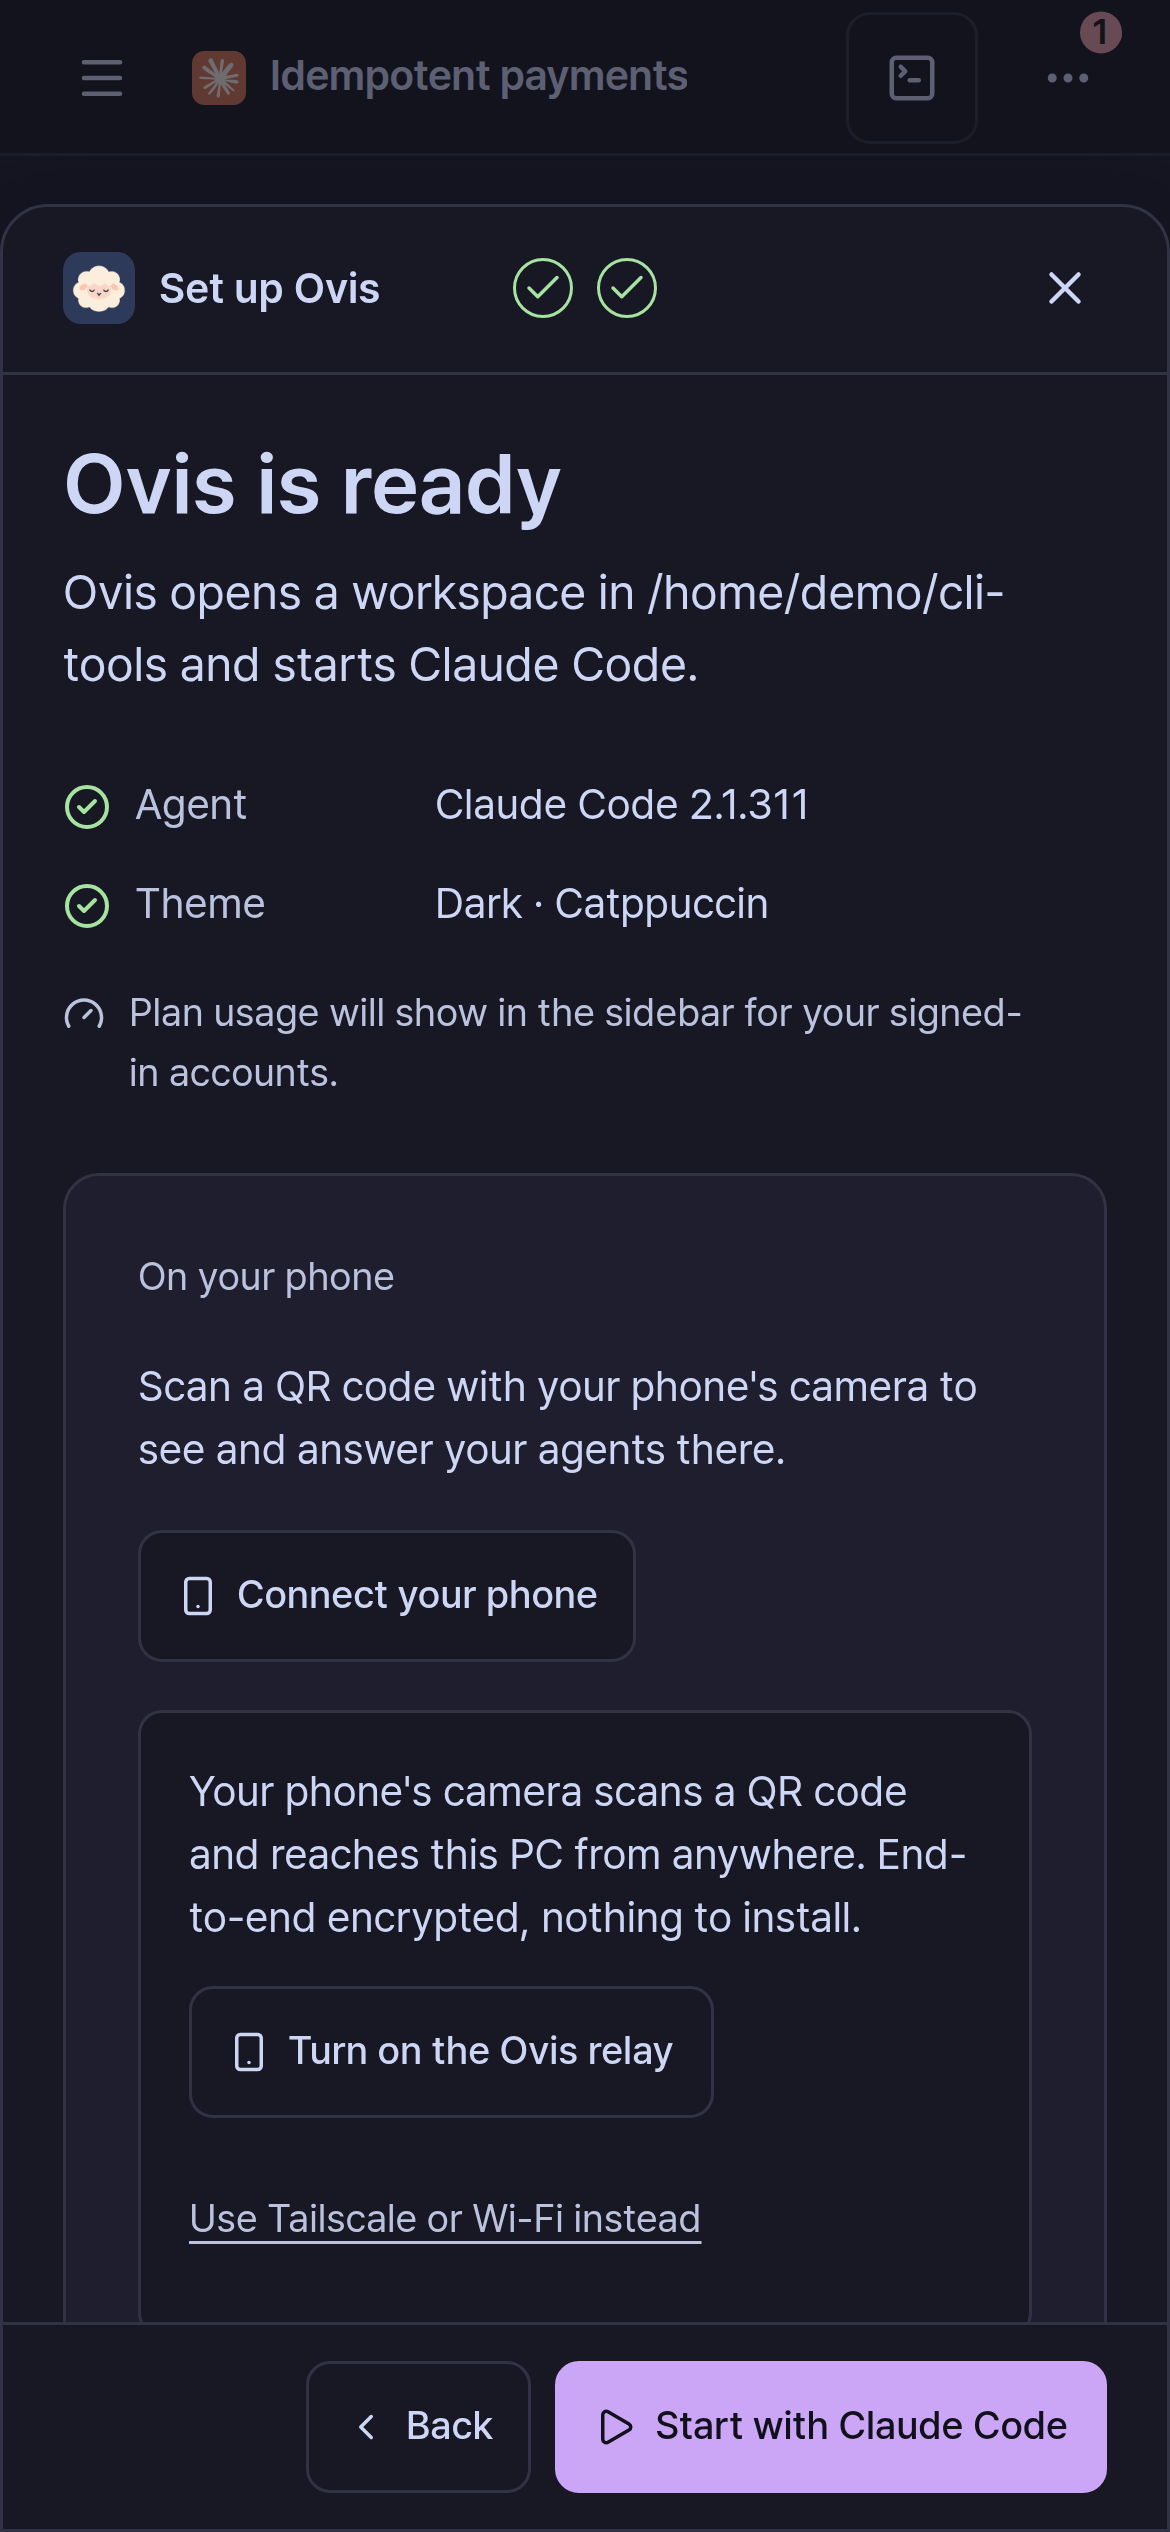 Idempotent payments
1
Set up Ovis
Ovis is ready
Ovis opens a workspace in /home/demo/cli-
tools and starts Claude Code.
Agent
Claude Code 2.1.311
Theme
Dark · Catppuccin
Plan usage will show in the sidebar for your signed-
in accounts.
On your phone
Scan a QR code with your phone's camera to
see and answer your agents there.
Connect your phone
Your phone's camera scans a QR code
and reaches this PC from anywhere. End-
to-end encrypted, nothing to install.
Turn on the Ovis relay
Use Tailscale or Wi-Fi instead
Back
Start with Claude Code